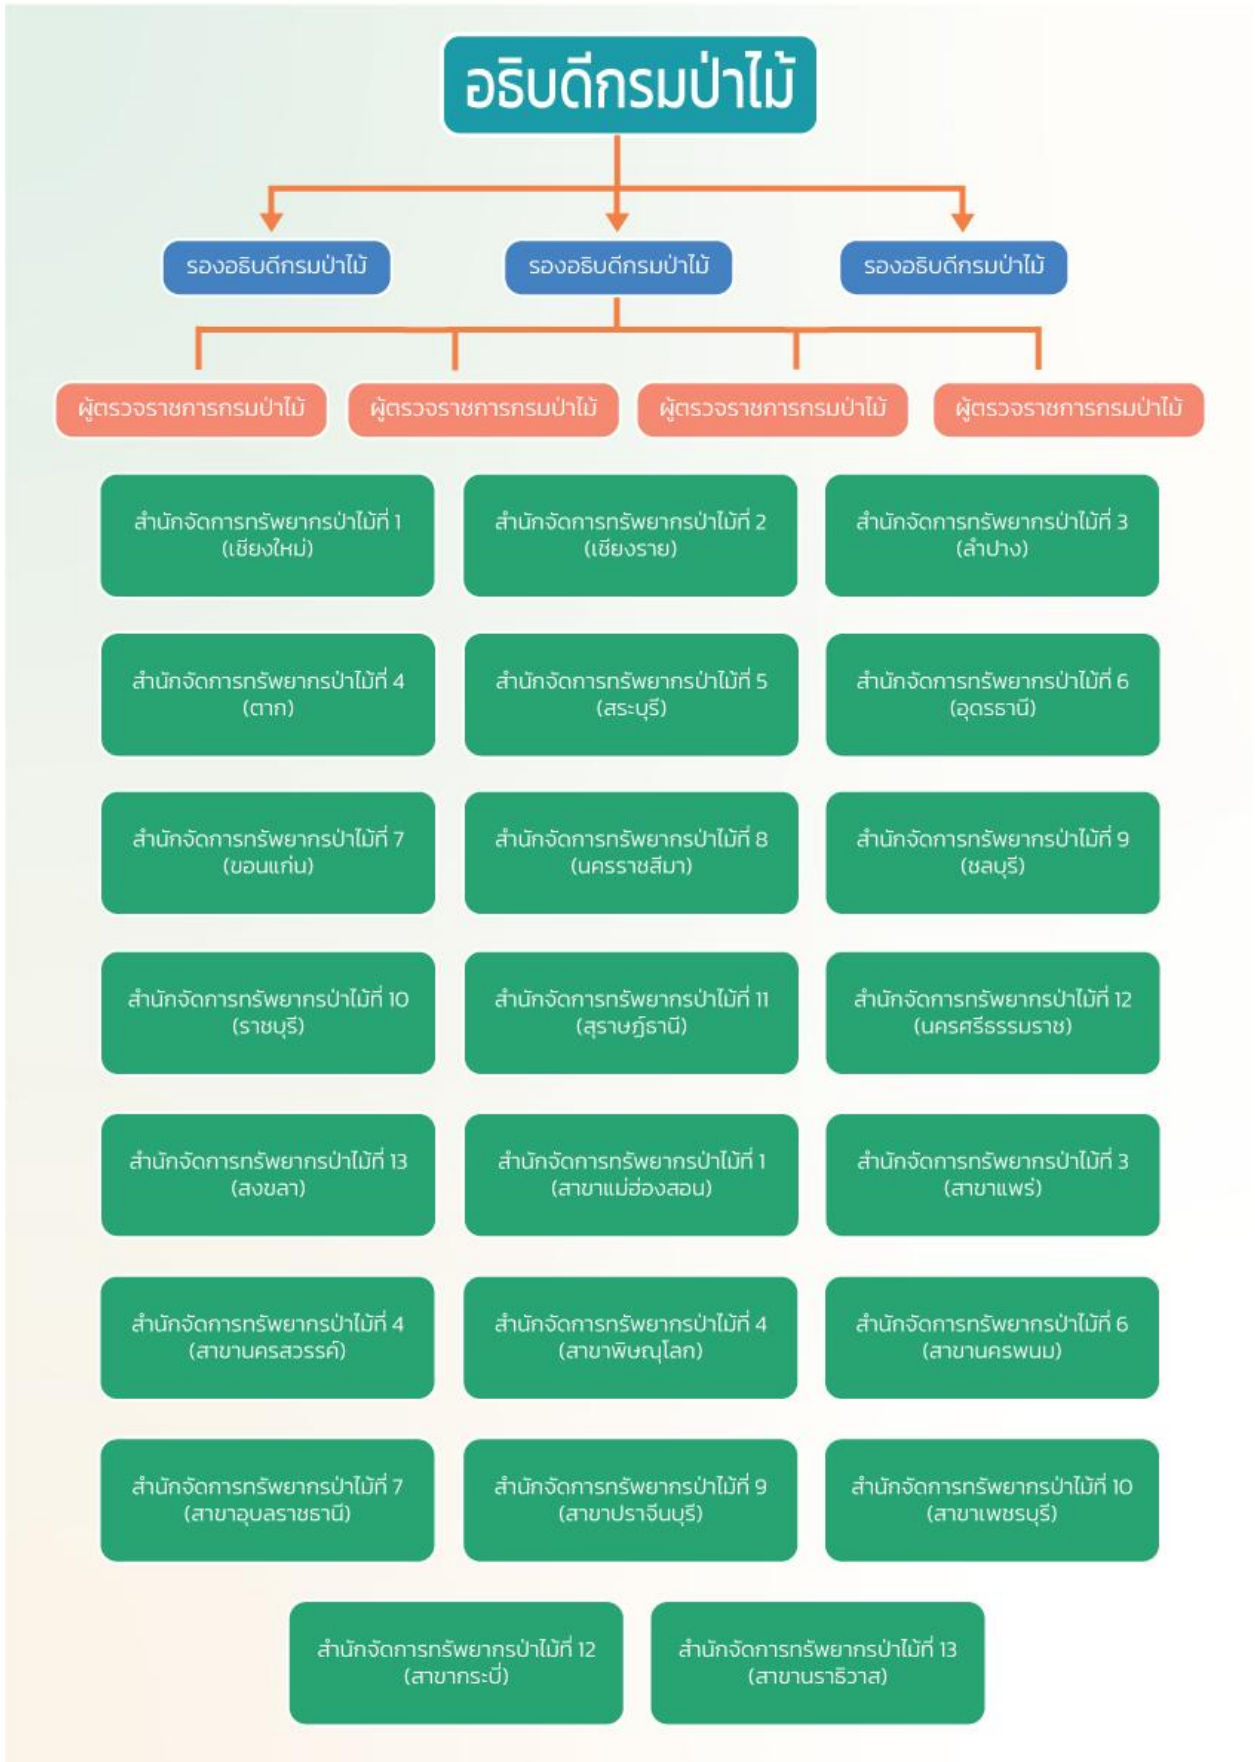 อธิบดีกรมป่าไม้
รองอธิบดีกรมป่าไม้ รองอธิบดีกรมป่าไม้ รองอธิบดีกรมป่าไม้
ผู้ตรวจราชการกรมป่าไม้ ผู้ตรวจราชการกรมป่าไม้ ผู้ตรวจราชการกรมป่าไม้ ผู้ตรวจราชการกรมป่าไม้
สำนักจัดการทรัพยากรป่าไม้ที่ 1
(เชียงใหม่)
สำนักจัดการทรัพยากรป่าไม้ที่ 2
(เชียงราย)
สำนักจัดการทรัพยากรป่าไม้ที่ 3
(ลำปาง)
สำนักจัดการทรัพยากรป่าไม้ที่ 4
(ตาก)
สำนักจัดการทรัพยากรป่าไม้ที่ 5
(สระบุรี)
สำนักจัดการทรัพยากรป่าไม้ที่ 6
(อุดรธานี)
สำนักจัดการทรัพยากรป่าไม้ที่ 7
(ขอนแก่น)
สำนักจัดการทรัพยากรป่าไม้ที่ 8
(นครราชสีมา)
สำนักจัดการทรัพยากรป่าไม้ที่ 9
(ชลบุรี)
สำนักจัดการทรัพยากรป่าไม้ที่ 10
(ราชบุรี)
สำนักจัดการทรัพยากรป่าไม้ที่ 11
(สุราษฎ์ธานี)
สำนักจัดการทรัพยากรป่าไม้ที่ 12
(นครศรีธรรมราช)
สำนักจัดการทรัพยากรป่าไม้ที่ 13
(สงขลา)
สำนักจัดการทรัพยากรป่าไม้ที่ 1
(สาขาแม่ฮ่องสอน)
สำนักจัดการทรัพยากรป่าไม้ที่ 3
(สาขาแพร่)
สำนักจัดการทรัพยากรป่าไม้ที่ 4
(สาขานครสวรรค์)
สำนักจัดการทรัพยากรป่าไม้ที่ 4
(สาขาพิษณุโลก)
สำนักจัดการทรัพยากรป่าไม้ที่ 6
(สาขานครพนม)
สำนักจัดการทรัพยากรป่าไม้ที่ 7
(สาขาอุบลราชธานี)
สำนักจัดการทรัพยากรป่าไม้ที่ 9
(สาขาปราจีนบุรี)
สำนักจัดการทรัพยากรป่าไม้ที่ 10
(สาขาเพชรบุรี)
สำนักจัดการทรัพยากรป่าไม้ที่ 12
(สาขากระบี่)
สำนักจัดการทรัพยากรป่าไม้ที่ 13
(สาขานราธิวาส)